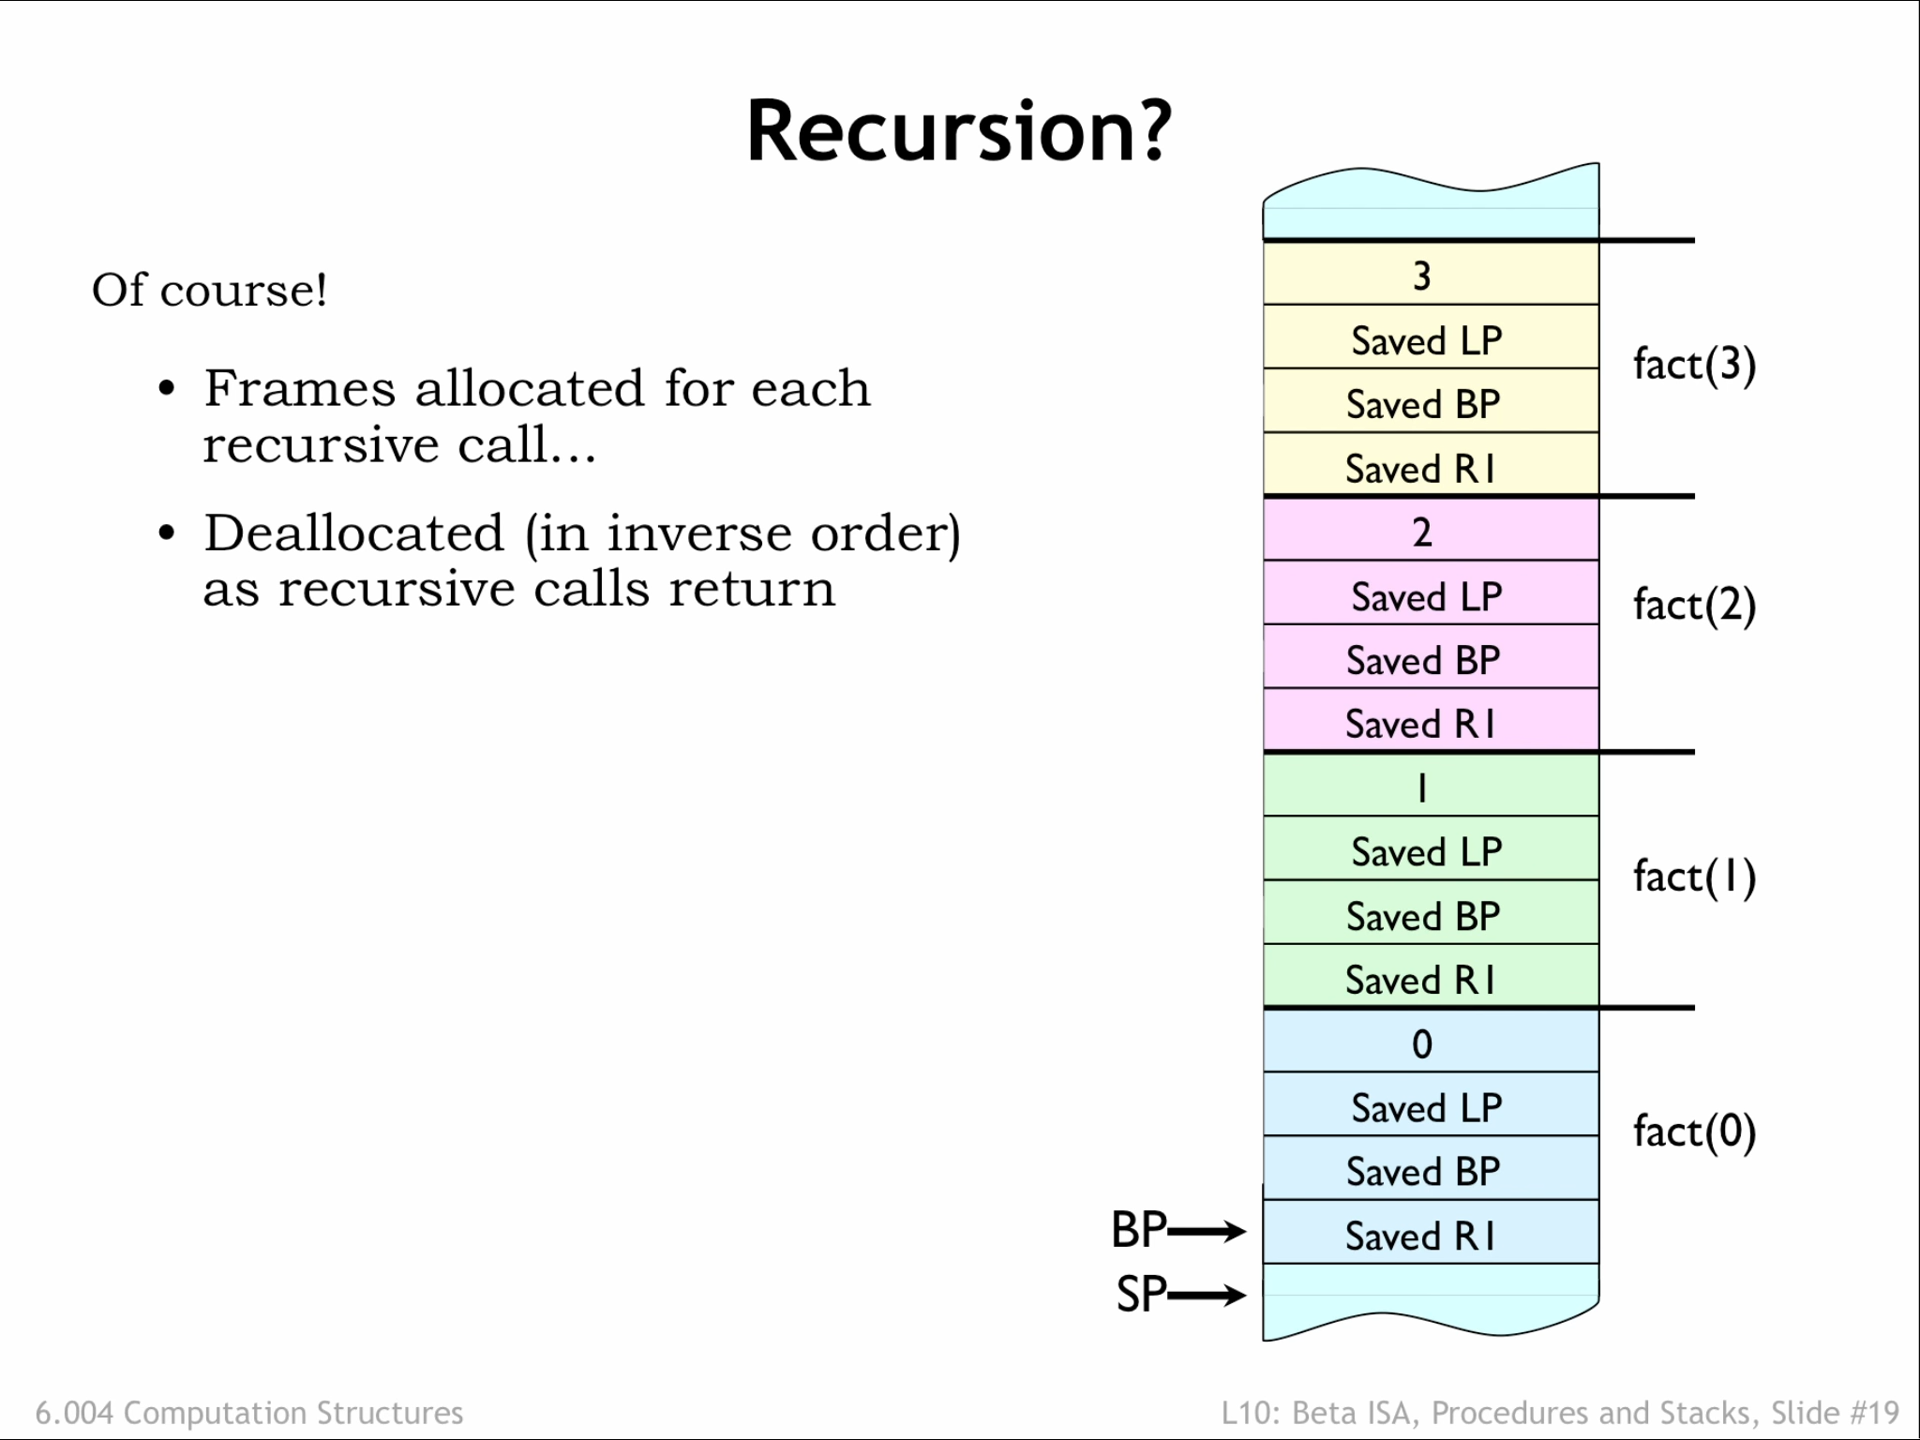 Recursion?
Of course!
• Frames allocated for each
recursive call…
• Deallocated (in inverse order)
as recursive calls return
3
Saved LP
fact(3)
Saved BP
Saved R1
2
Saved LP
fact(2)
Saved BP
Saved R1
1
Saved LP
fact(1)
Saved BP
Saved R1
0
Saved LP
fact(0)
Saved BP
BP
Saved R1
SP
6.004 Computation Structures
L10: Beta ISA, Procedures and Stacks, Slide #19